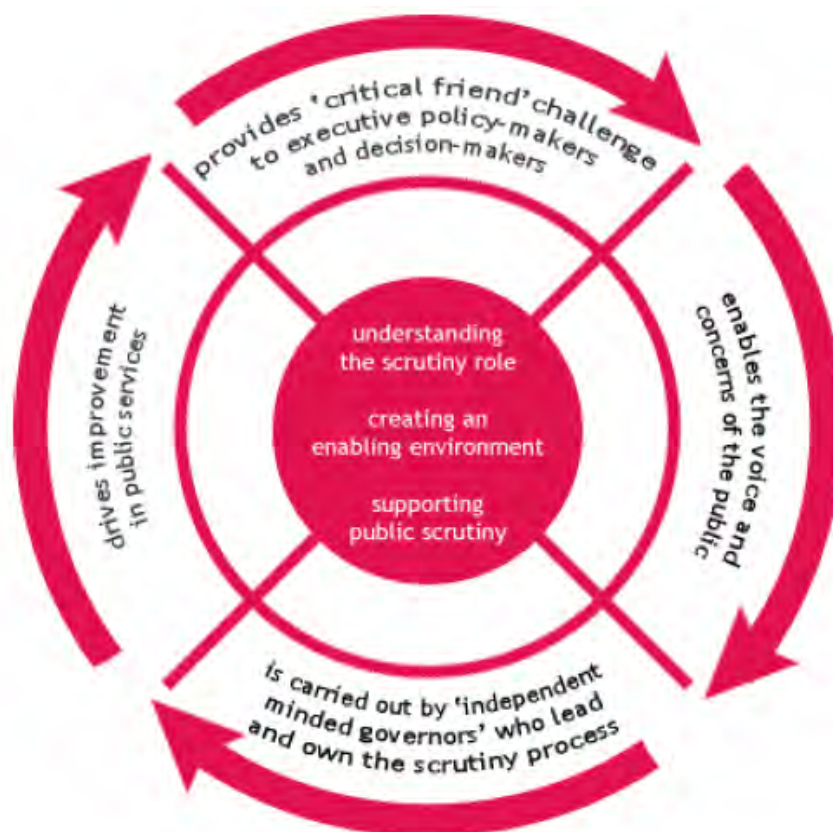 provides ‘critical friend’ challenge
to executive policy-makers
and decision-makers
enables the voice and
concerns of the public
is carried out by ‘independent
minded governors’ who lead
and own the scrutiny process
drives improvement
in public services
understanding
the scrutiny role
creating an
enabling environment
supporting
public scrutiny